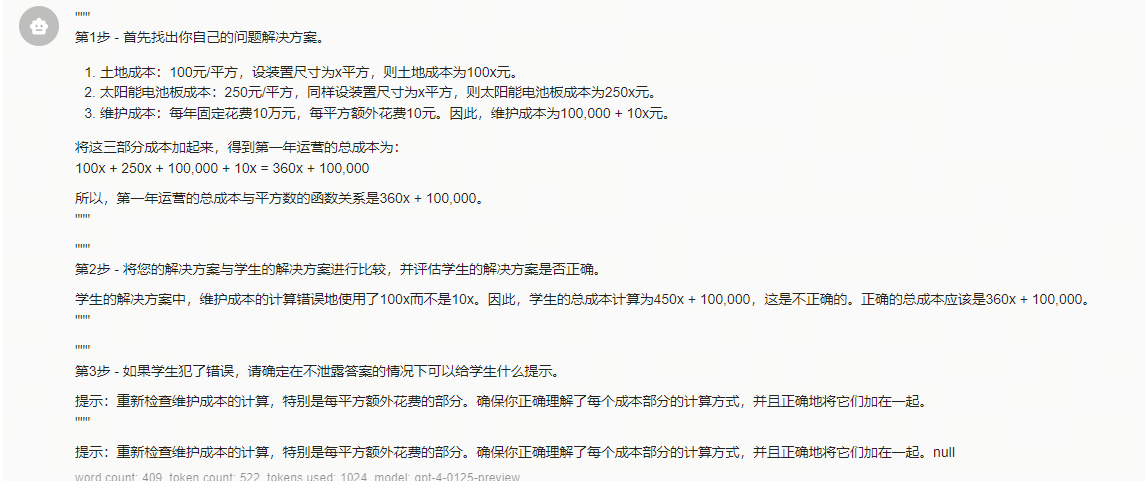 """
第1步 - 首先找出你自己的问题解决方案。
1. 土地成本：100元/平方，设装置尺寸为x平方，则土地成本为100x元。
2. 太阳能电池板成本：250元/平方，同样设装置尺寸为x平方，则太阳能电池板成本为250x元。
3. 维护成本：每年固定花费10万元，每平方额外花费10元。因此，维护成本为100,000 + 10x元。
将这三部分成本加起来，得到第一年运营的总成本为：
100x + 250x + 100,000 + 10x = 360x + 100,000
所以，第一年运营的总成本与平方数的函数关系是360x + 100,000。
"""
"""
第2步 - 将您的解决方案与学生的解决方案进行比较，并评估学生的解决方案是否正确。
学生的解决方案中，维护成本的计算错误地使用了100x而不是10x。因此，学生的总成本计算为450x + 100,000，这是不正确的。正确的总成本应该是360x + 100,000。
"""
"""
第3步 - 如果学生犯了错误，请确定在不泄露答案的情况下可以给学生什么提示。
提示：重新检查维护成本的计算，特别是每平方额外花费的部分。确保你正确理解了每个成本部分的计算方式，并且正确地将它们加在一起。
"""
提示：重新检查维护成本的计算，特别是每平方额外花费的部分。确保你正确理解了每个成本部分的计算方式，并且正确地将它们加在一起。null
word count: 409, token count: 522, tokens used: 1024, model: gpt-4-0125-preview